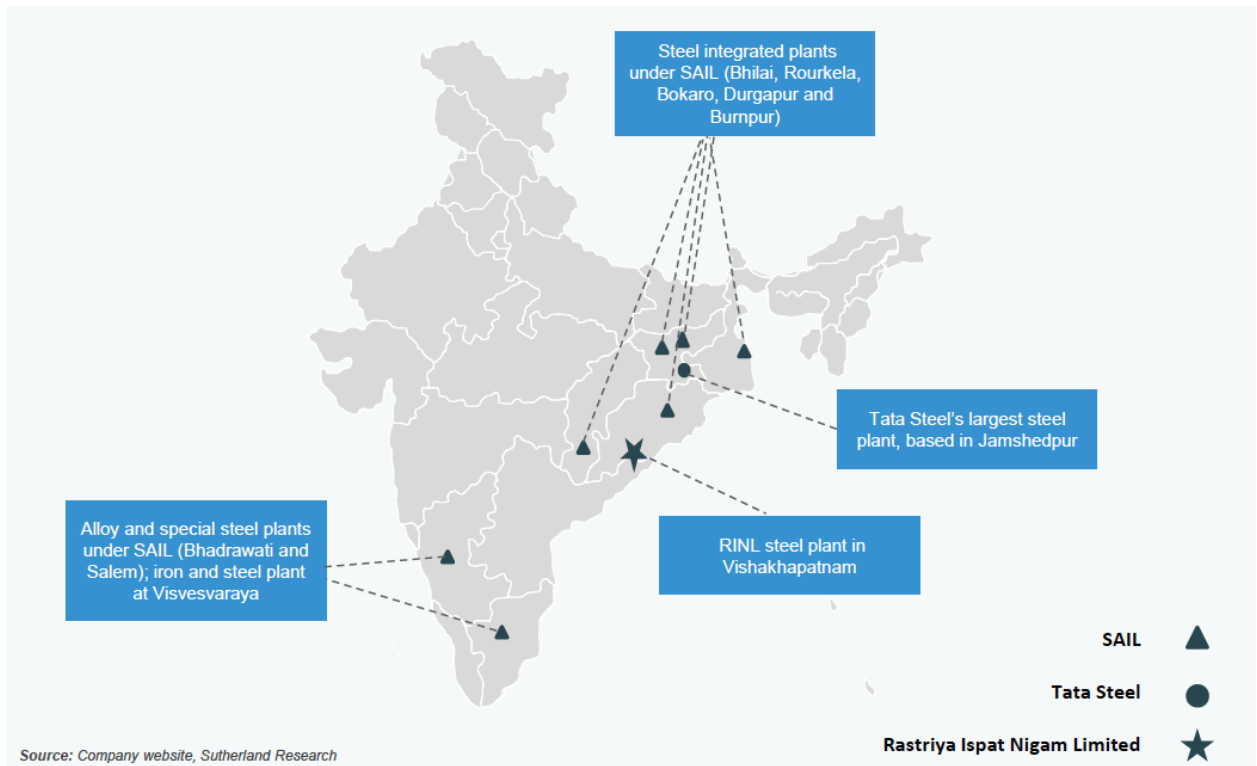 Steel integrated plants
under SAIL (Bhilai, Rourkela,
Bokaro, Durgapur and
Burnpur)
Tata Steel’s largest steel
plant, based in Jamshedpur
Alloy and special steel plants
under SAIL (Bhadrawati and
Salem); iron and steel plant
at Visvesvaraya
RINL steel plant in
Vishakhapatnam
SAIL
Tata Steel
Rastriya Ispat Nigam Limited
Source: Company website, Sutherland Research